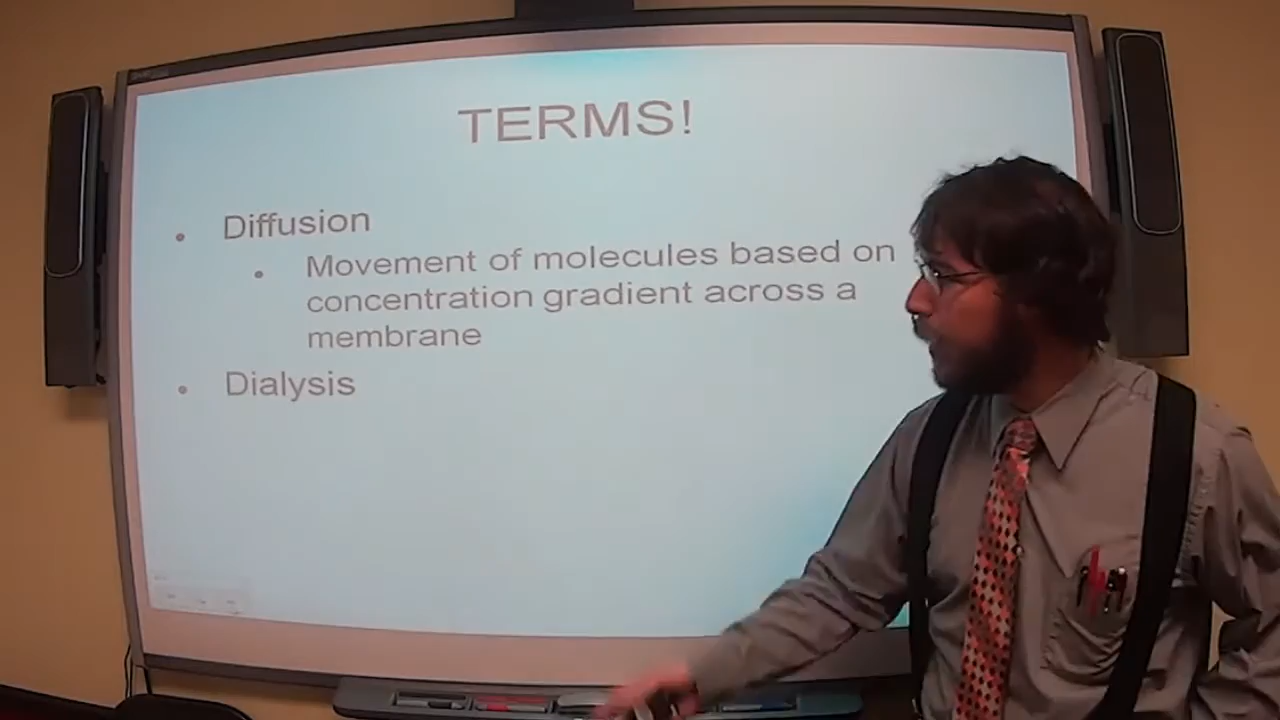 TERMS!
Diffusion
Movement of molecules based on
concentration gradient across a
membrane
Dialysis